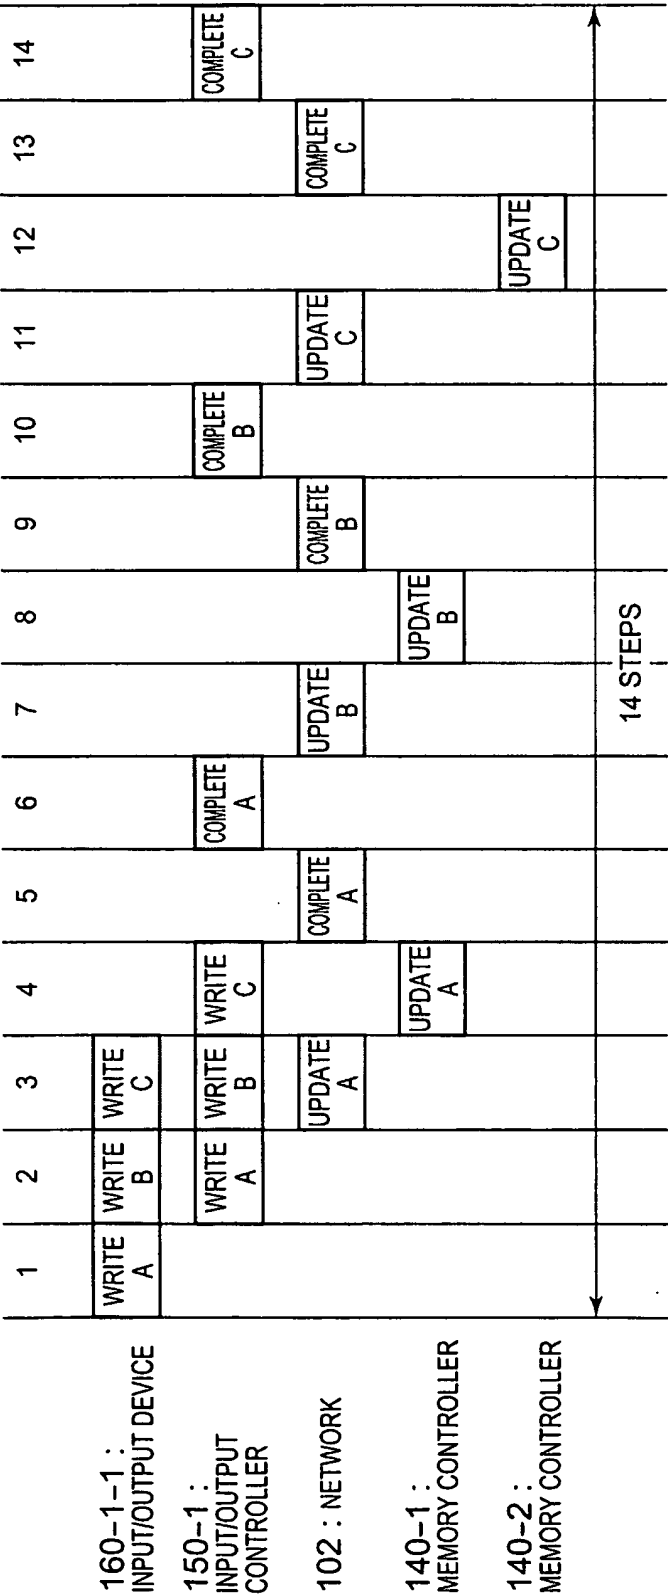 1 2 3 4 5 6 7 8 9 10 11 12 13 14
160-1-1 :
INPUT/OUTPUT DEVICE
WRITE
A
WRITE
B
WRITE
C
150-1 :
INPUT/OUTPUT
CONTROLLER
WRITE
A
WRITE
B
WRITE
C
COMPLETE
A
COMPLETE
B
COMPLETE
C
102 : NETWORK
UPDATE
A
COMPLETE
A
UPDATE
B
COMPLETE
B
UPDATE
C
COMPLETE
C
140-1 :
MEMORY CONTROLLER
UPDATE
A
UPDATE
B
140-2 :
MEMORY CONTROLLER
UPDATE
C
14 STEPS